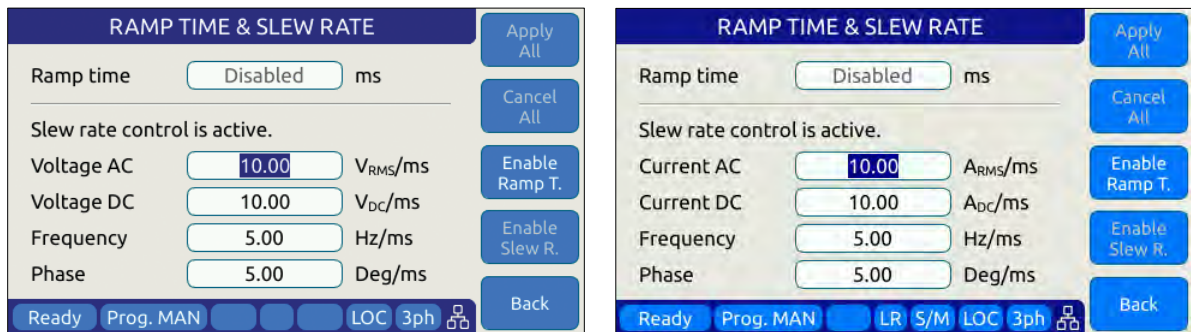 RAMP TIME & SLEW RATE
Ramp time Disabled ms
Slew rate control is active.
Voltage AC 10.00 VRMS/ms
Voltage DC 10.00 VDC/ms
Frequency 5.00 Hz/ms
Phase 5.00 Deg/ms
Ready Prog. MAN LOC 3ph
Apply
All
Cancel
All
Enable
Ramp T.
Enable
Slew R.
Back
RAMP TIME & SLEW RATE
Ramp time Disabled ms
Slew rate control is active.
Current AC 10.00 ARMS/ms
Current DC 10.00 ADC/ms
Frequency 5.00 Hz/ms
Phase 5.00 Deg/ms
Ready Prog. MAN LR S/M LOC 3ph
Apply
All
Cancel
All
Enable
Ramp T.
Enable
Slew R.
Back